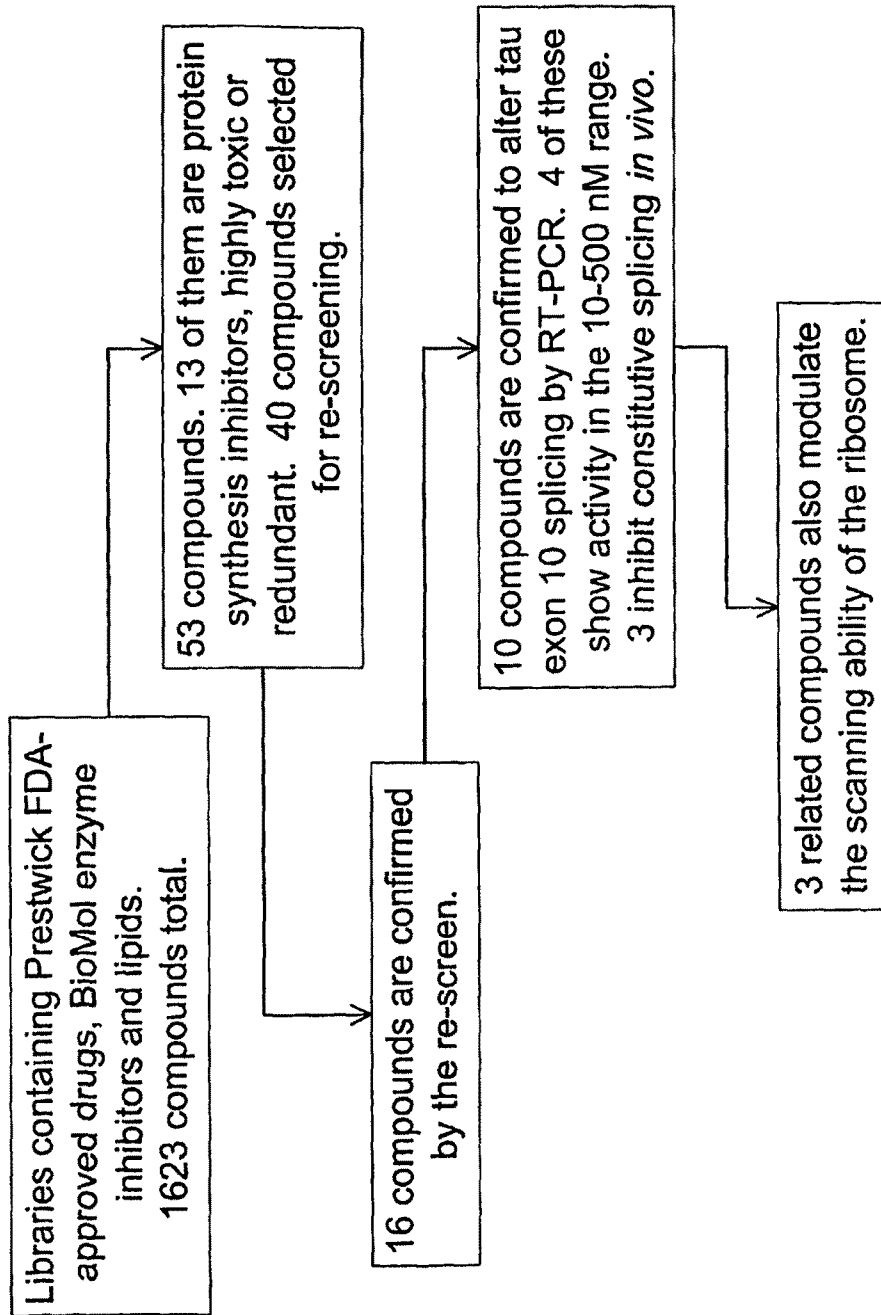 Libraries containing Prestwick FDA-
approved drugs, BioMol enzyme
inhibitors and lipids.
1623 compounds total.
53 compounds. 13 of them are protein
synthesis inhibitors, highly toxic or
redundant. 40 compounds selected
for re-screening.
16 compounds are confirmed
by the re-screen.
10 compounds are confirmed to alter tau
exon 10 splicing by RT-PCR. 4 of these
show activity in the 10-500 nM range.
3 inhibit constitutive splicing in vivo.
3 related compounds also modulate
the scanning ability of the ribosome.